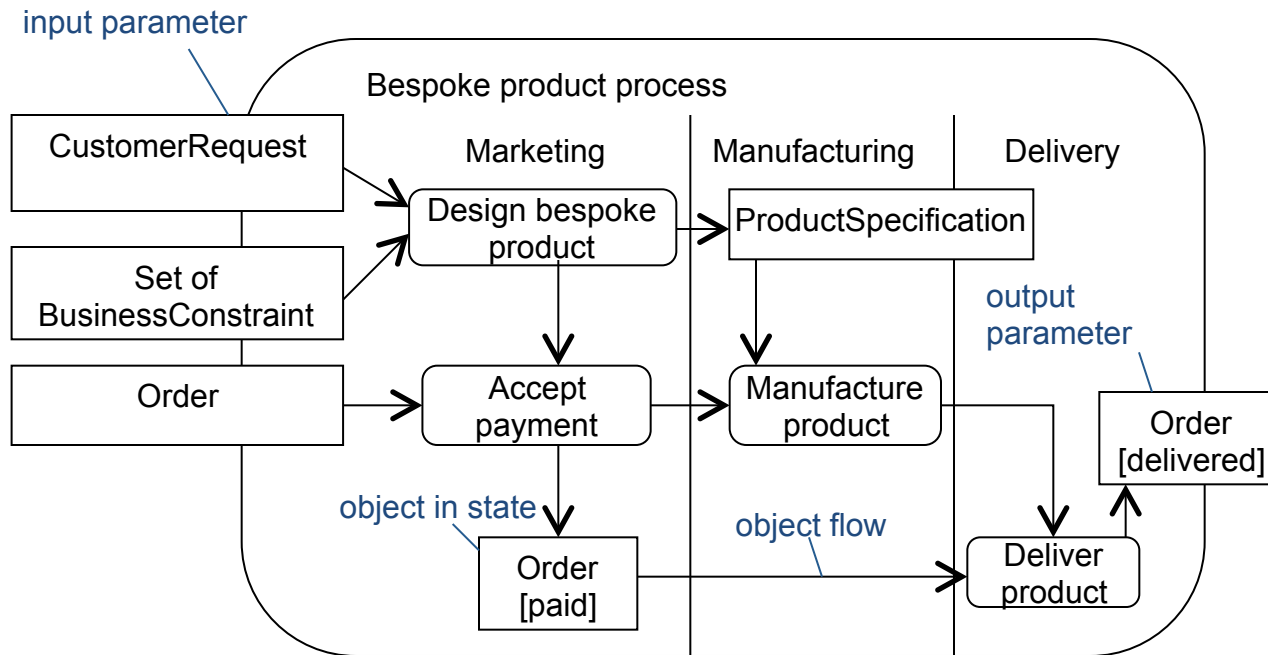 input parameter
Bespoke product process
CustomerRequest
Marketing
Manufacturing
Delivery
Design bespoke
product
ProductSpecification
Set of
BusinessConstraint
output
parameter
Order
Accept
payment
Manufacture
product
Order
[delivered]
object in state
object flow
Order
[paid]
Deliver
product